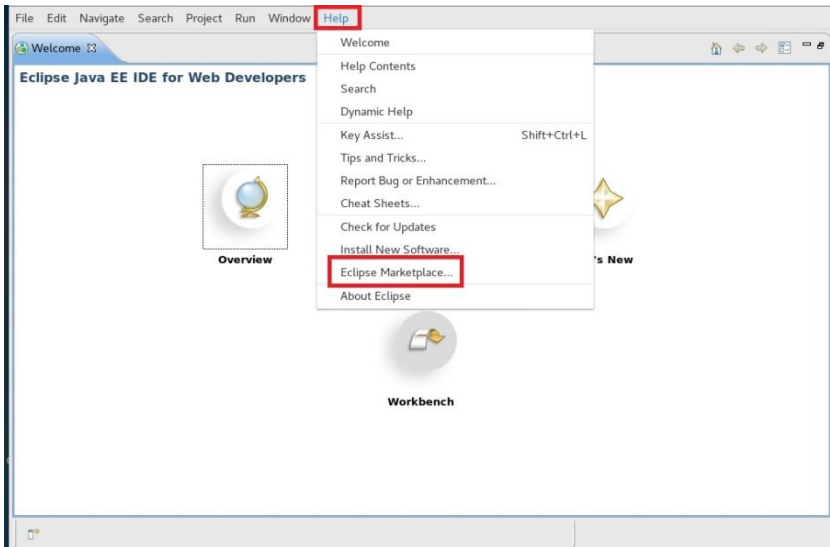 File Edit Navigate Search Project Run Window Help
Welcome
Eclipse Java EE IDE for Web Developers
Welcome
Help Contents
Search
Dynamic Help
Key Assist... Shift+Ctrl+L
Tips and Tricks...
Report Bug or Enhancement...
Cheat Sheets...
Check for Updates
Install New Software...
Eclipse Marketplace...
About Eclipse
Overview
's New
Workbench